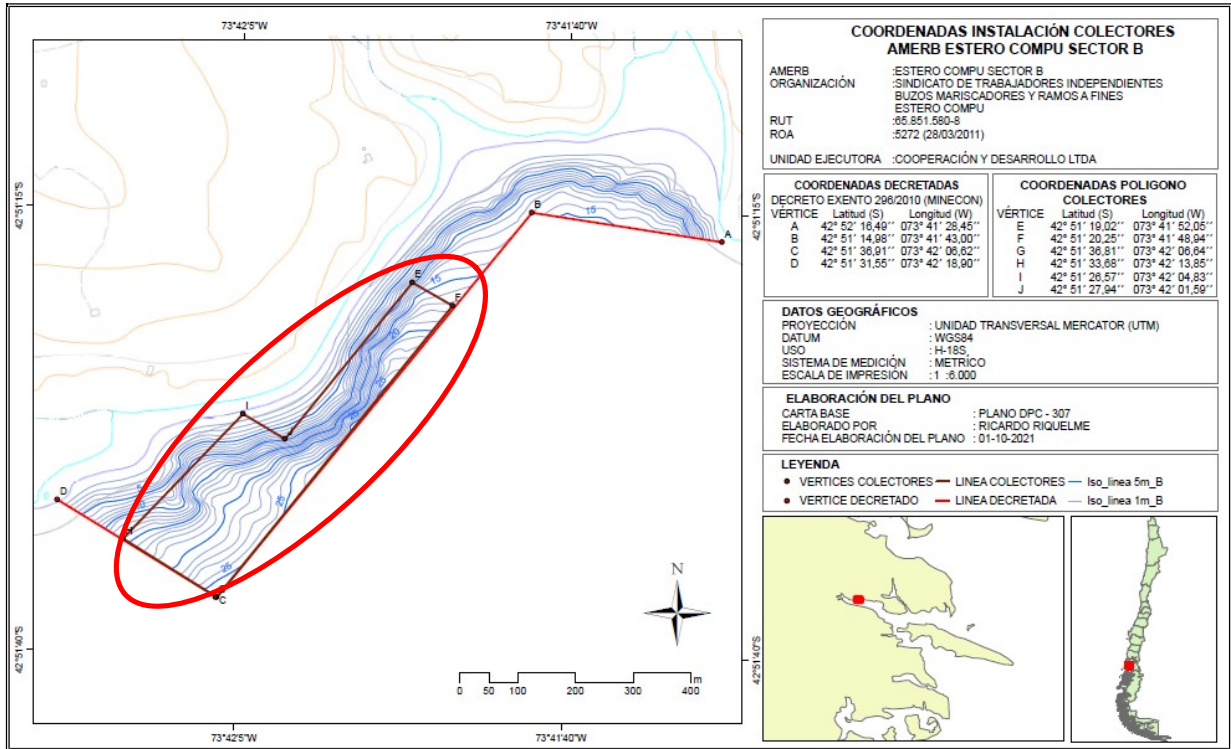 73°42'5"W
73°41'40"W
42°51'15"S
42°51'15"S
B
15
A
E
15
F
20
25
I
J
25
D
H
25
25
C
N
42°51'40"S
42°51'40"S
m
0 50 100 200 300 400
73°42'5"W
73°41'40"W
COORDENADAS INSTALACIÓN COLECTORES
AMERB ESTERO COMPU SECTOR B
AMERB :ESTERO COMPU SECTOR B
ORGANIZACIÓN :SINDICATO DE TRABAJADORES INDEPENDIENTES
BUZOS MARISCADORES Y RAMOS A FINES
ESTERO COMPU
RUT :65.851.580-8
ROA :5272 (28/03/2011)
UNIDAD EJECUTORA :COOPERACIÓN Y DESARROLLO LTDA
COORDENADAS DECRETADAS
DECRETO EXENTO 296/2010 (MINECON)
VÉRTICE Latitud (S) Longitud (W)
A 42° 52' 16,49'' 073° 41' 28,45''
B 42° 51' 14,98'' 073° 41' 43,00''
C 42° 51' 36,91'' 073° 42' 06,62''
D 42° 51' 31,55'' 073° 42' 18,90''
COORDENADAS POLIGONO
COLECTORES
VÉRTICE Latitud (S) Longitud (W)
E 42° 51' 19,02'' 073° 41' 52,05''
F 42° 51' 20,25'' 073° 41' 48,94''
G 42° 51' 36,81'' 073° 42' 06,64''
H 42° 51' 33,68'' 073° 42' 13,85''
I 42° 51' 26,57'' 073° 42' 04,83''
J 42° 51' 27,94'' 073° 42' 01,59''
DATOS GEOGRÁFICOS
PROYECCIÓN : UNIDAD TRANSVERSAL MERCATOR (UTM)
DATUM : WGS84
USO : H-18S,
SISTEMA DE MEDICIÓN : METRÍCO
ESCALA DE IMPRESIÓN : 1 :6.000
ELABORACIÓN DEL PLANO
CARTA BASE : PLANO DPC - 307
ELABORADO POR : RICARDO RIQUELME
FECHA ELABORACIÓN DEL PLANO : 01-10-2021
LEYENDA
VERTICES COLECTORES LINEA COLECTORES Iso_linea 5m_B
VERTICE DECRETADO LINEA DECRETADA Iso_linea 1m_B